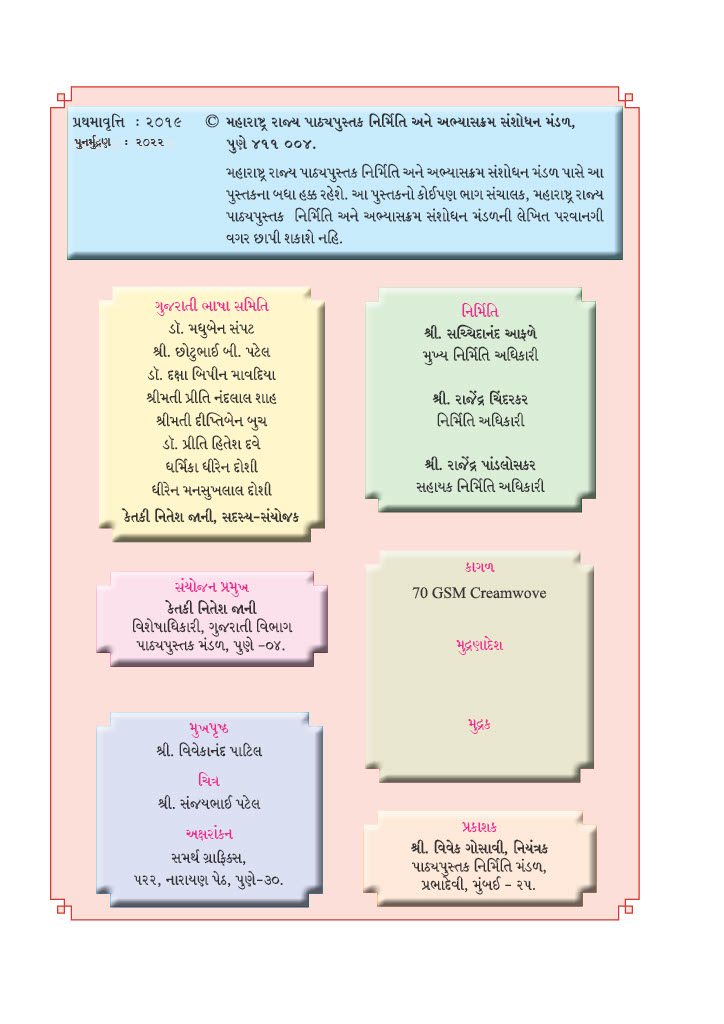 પ્રથમાવૃત્તિ : ૨૦૧૯
પુનર્મુદ્રણ : ૨૦૨૨
© મહારાષ્ટ્ર રાજ્ય પાઠ્યપુસ્તક નિર્મિતિ અને અભ્યાસક્રમ સંશોધન મંડળ,
પુણે ૪૧૧ ૦૦૪.
મહારાષ્ટ્ર રાજ્ય પાઠ્યપુસ્તક નિર્મિતિ અને અભ્યાસક્રમ સંશોધન મંડળ પાસે આ
પુસ્તકના બધા હક્ક રહેશે. આ પુસ્તકનો કોઈપણ ભાગ સંચાલક, મહારાષ્ટ્ર રાજ્ય
પાઠ્યપુસ્તક નિર્મિતિ અને અભ્યાસક્રમ સંશોધન મંડળની લેખિત પરવાનગી
વગર છાપી શકાશે નહિ.
ગુજરાતી ભાષા સમિતિ
ડૉ. મધુબેન સંપટ
શ્રી. છોટુભાઈ બી. પટેલ
ડૉ. દક્ષા બિપીન માવદિયા
શ્રીમતી પ્રીતિ નંદલાલ શાહ
શ્રીમતી દીપ્તિબેન બુચ
ડૉ. પ્રીતિ હિતેશ દવે
ધર્મિકા ધીરેન દોશી
ધીરેન મનસુખલાલ દોશી
કેતકી નિતેશ જાની, સદસ્ય-સંયોજક
સંયોજન પ્રમુખ
કેતકી નિતેશ જાની
વિશેષાધિકારી, ગુજરાતી વિભાગ
પાઠ્યપુસ્તક મંડળ, પુણે -૦૪.
મુખપૃષ્ઠ
શ્રી. વિવેકાનંદ પાટિલ
ચિત્ર
શ્રી. સંજયભાઈ પટેલ
અક્ષરાંકન
સમર્થ ગ્રાફિક્સ,
૫૨૨, નારાયણ પેઠ, પુણે-૩૦.
નિર્મિતિ
શ્રી. સચ્ચિદાનંદ આફળે
મુખ્ય નિર્મિતિ અધિકારી
શ્રી. રાજેંદ્ર ચિંદરકર
નિર્મિતિ અધિકારી
શ્રી. રાજેંદ્ર પાંડલોસકર
સહાયક નિર્મિતિ અધિકારી
કાગળ
70 GSM Creamwove
મુદ્રણાદેશ
મુદ્રક
પ્રકાશક
શ્રી. વિવેક ગોસાવી, નિયંત્રક
પાઠ્યપુસ્તક નિર્મિતિ મંડળ,
પ્રભાદેવી, મુંબઈ - ૨૫.